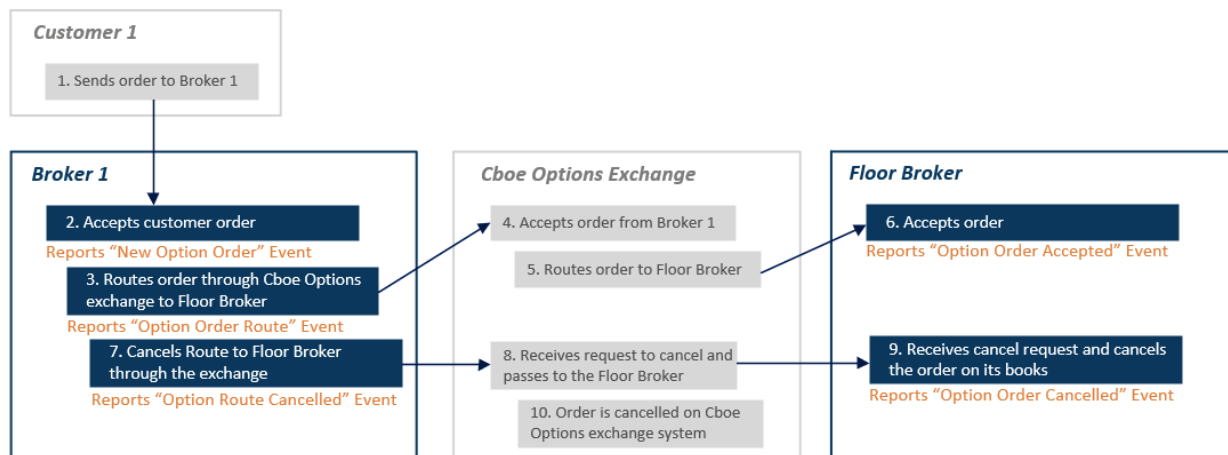 Customer 1
1. Sends order to Broker 1
Broker 1
2. Accepts customer order
Reports “New Option Order” Event
3. Routes order through Cboe Options
exchange to Floor Broker
Reports “Option Order Route” Event
7. Cancels Route to Floor Broker
through the exchange
Reports “Option Route Cancelled” Event
Cboe Options Exchange
4. Accepts order from Broker 1
5. Routes order to Floor Broker
8. Receives request to cancel and
passes to the Floor Broker
10. Order is cancelled on Cboe
Options exchange system
Floor Broker
6. Accepts order
Reports “Option Order Accepted” Event
9. Receives cancel request and cancels
the order on its books
Reports “Option Order Cancelled” Event